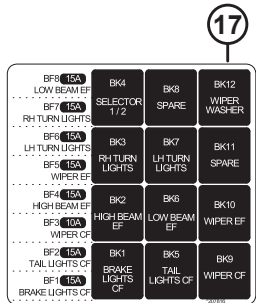 17
BF8 15A
LOW BEAM EF
BF7 15A
RH TURN LIGHTS
BF6 15A
LH TURN LIGHTS
BF5 15A
WIPER EF
BF4 15A
HIGH BEAM EF
BF3 10A
WIPER CF
BF2 15A
TAIL LIGHTS CF
BF1 15A
BRAKE LIGHTS CF
BK4
SELECTOR
1 / 2
BK8
SPARE
BK12
WIPER
WASHER
BK3
RH TURN
LIGHTS
BK7
LH TURN
LIGHTS
BK11
SPARE
BK2
HIGH BEAM
EF
BK6
LOW BEAM
EF
BK10
WIPER EF
BK1
BRAKE
LIGHTS
CF
BK5
TAIL
LIGHTS CF
BK9
WIPER CF